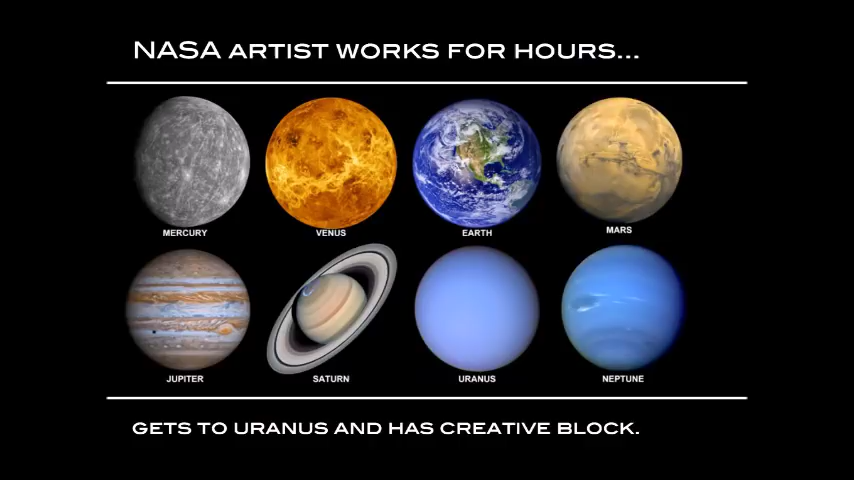 NASA ARTIST WORKS FOR HOURS...
MERCURY
VENUS
EARTH
MARS
JUPITER
SATURN
URANUS
NEPTUNE
GETS TO URANUS AND HAS CREATIVE BLOCK.